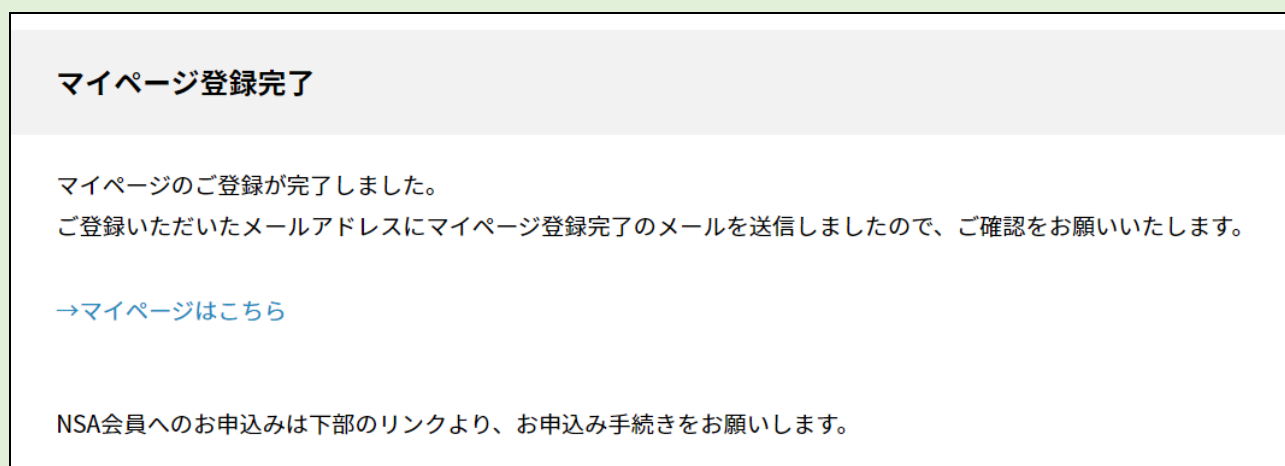 マイページ登録完了
マイページのご登録が完了しました。
ご登録いただいたメールアドレスにマイページ登録完了のメールを送信しましたので、ご確認をお願いいたします。
→マイページはこちら
NSA会員へのお申込みは下部のリンクより、お申込み手続きをお願いします。